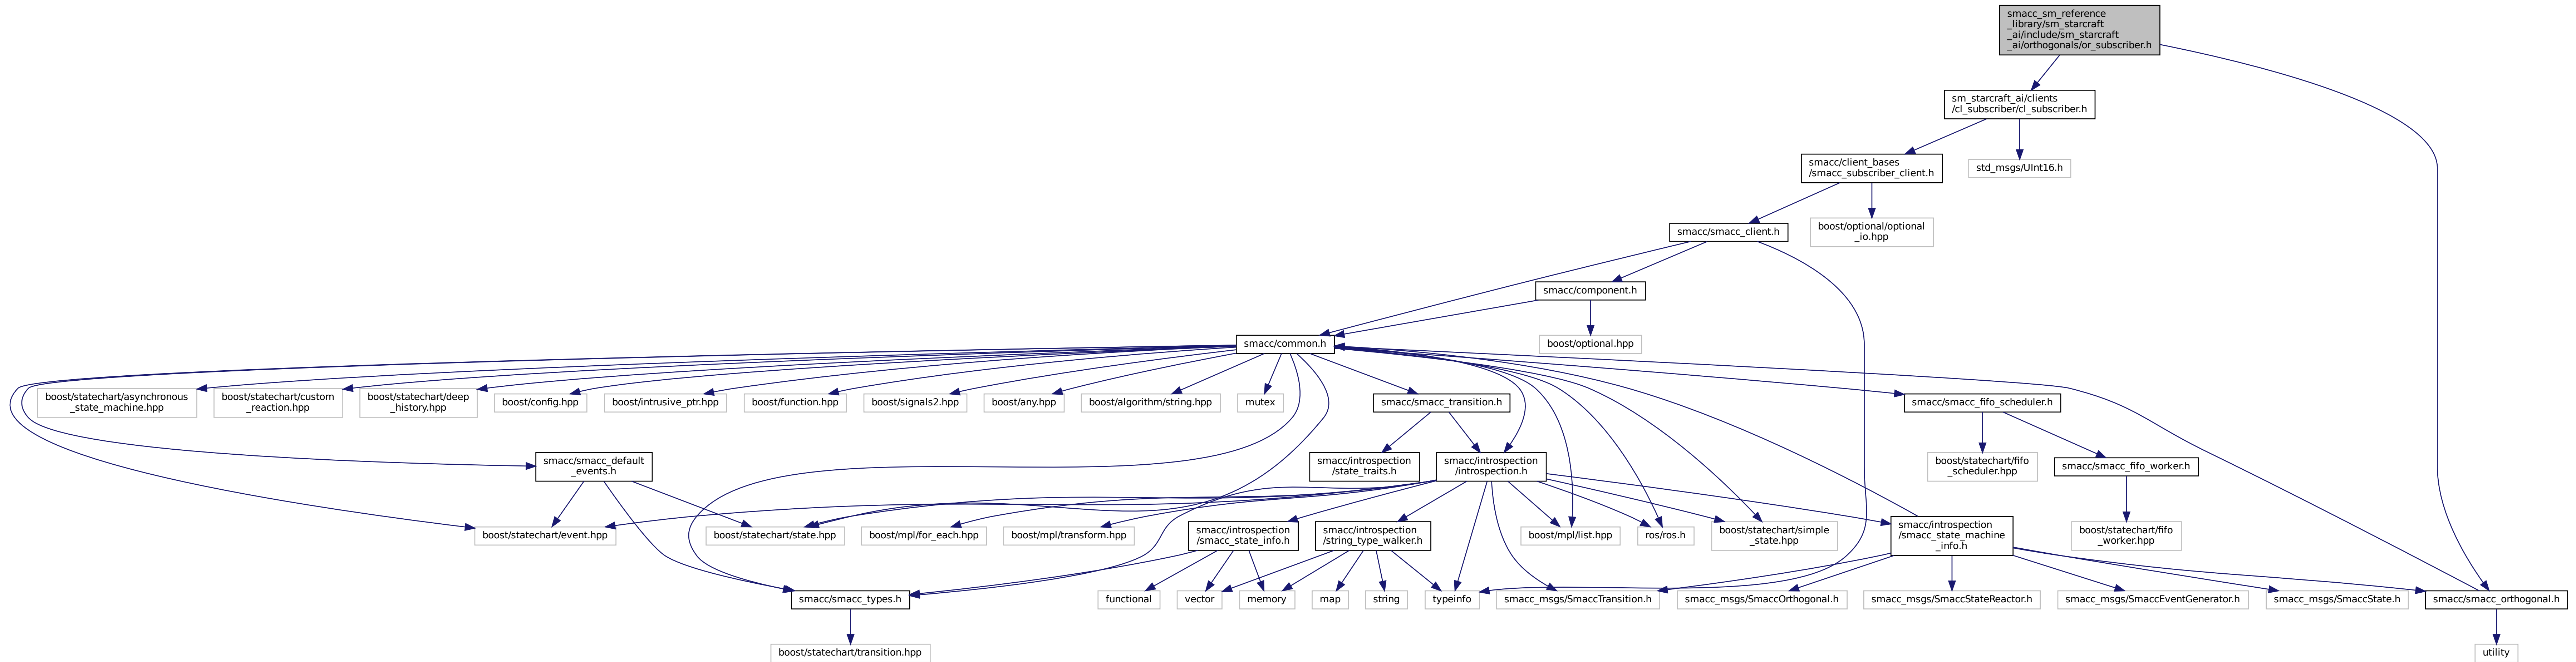 smacc_sm_reference
_library/sm_starcraft
_ai/include/sm_starcraft
_ai/orthogonals/or_subscriber.h
sm_starcraft_ai/clients
/cl_subscriber/cl_subscriber.h
smacc/client_bases
/smacc_subscriber_client.h
std_msgs/UInt16.h
smacc/smacc_client.h
boost/optional/optional
_io.hpp
smacc/component.h
smacc/common.h
boost/optional.hpp
boost/statechart/asynchronous
_state_machine.hpp
boost/statechart/custom
_reaction.hpp
boost/statechart/deep
_history.hpp
boost/config.hpp
boost/intrusive_ptr.hpp
boost/function.hpp
boost/signals2.hpp
boost/any.hpp
boost/algorithm/string.hpp
mutex
smacc/smacc_transition.h
smacc/smacc_fifo_scheduler.h
smacc/smacc_default
_events.h
smacc/introspection
/state_traits.h
smacc/introspection
/introspection.h
boost/statechart/fifo
_scheduler.hpp
smacc/smacc_fifo_worker.h
boost/statechart/event.hpp
boost/statechart/state.hpp
boost/mpl/for_each.hpp
boost/mpl/transform.hpp
smacc/introspection
/smacc_state_info.h
smacc/introspection
/string_type_walker.h
boost/mpl/list.hpp
ros/ros.h
boost/statechart/simple
_state.hpp
smacc/introspection
/smacc_state_machine
_info.h
boost/statechart/fifo
_worker.hpp
smacc/smacc_types.h
functional
vector
memory
map
string
typeinfo
smacc_msgs/SmaccTransition.h
smacc_msgs/SmaccOrthogonal.h
smacc_msgs/SmaccStateReactor.h
smacc_msgs/SmaccEventGenerator.h
smacc_msgs/SmaccState.h
smacc/smacc_orthogonal.h
boost/statechart/transition.hpp
utility